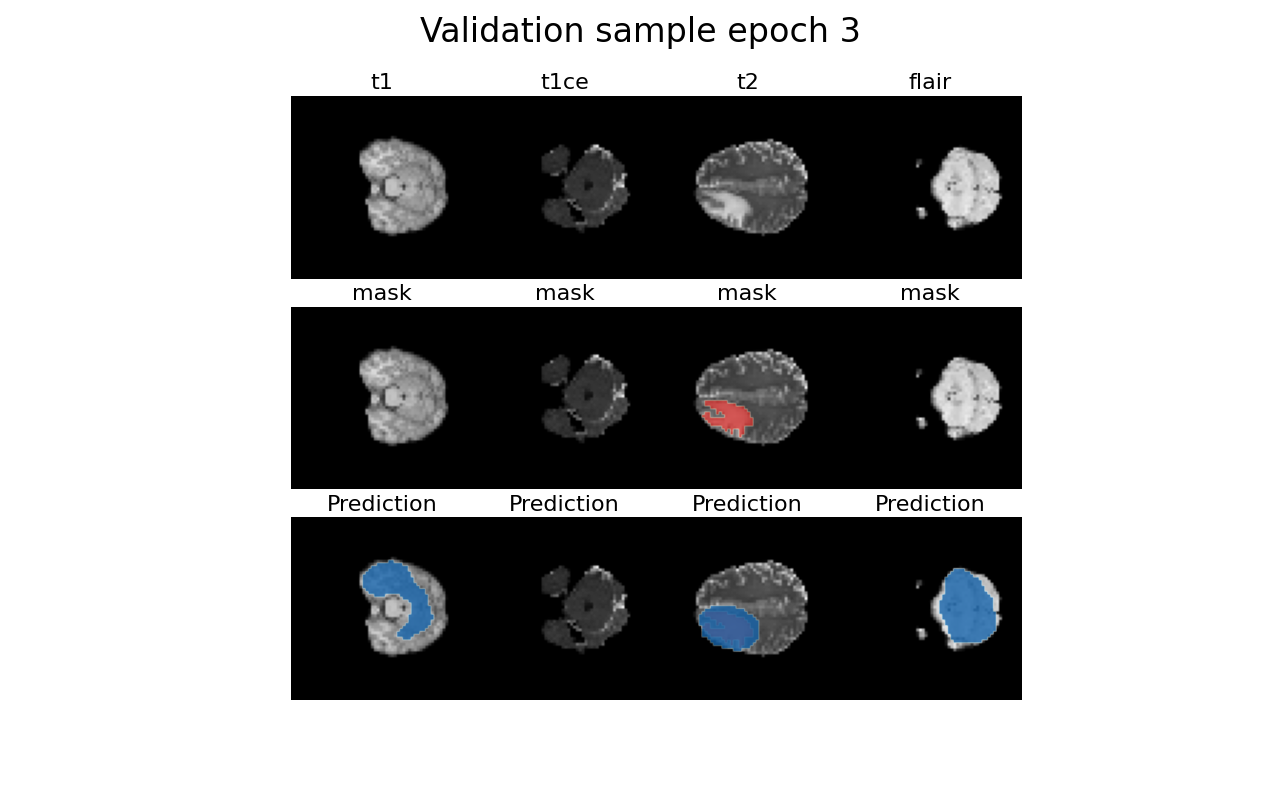 Validation sample epoch 3
t1 t1ce t2 flair
mask mask mask mask
Prediction Prediction Prediction Prediction